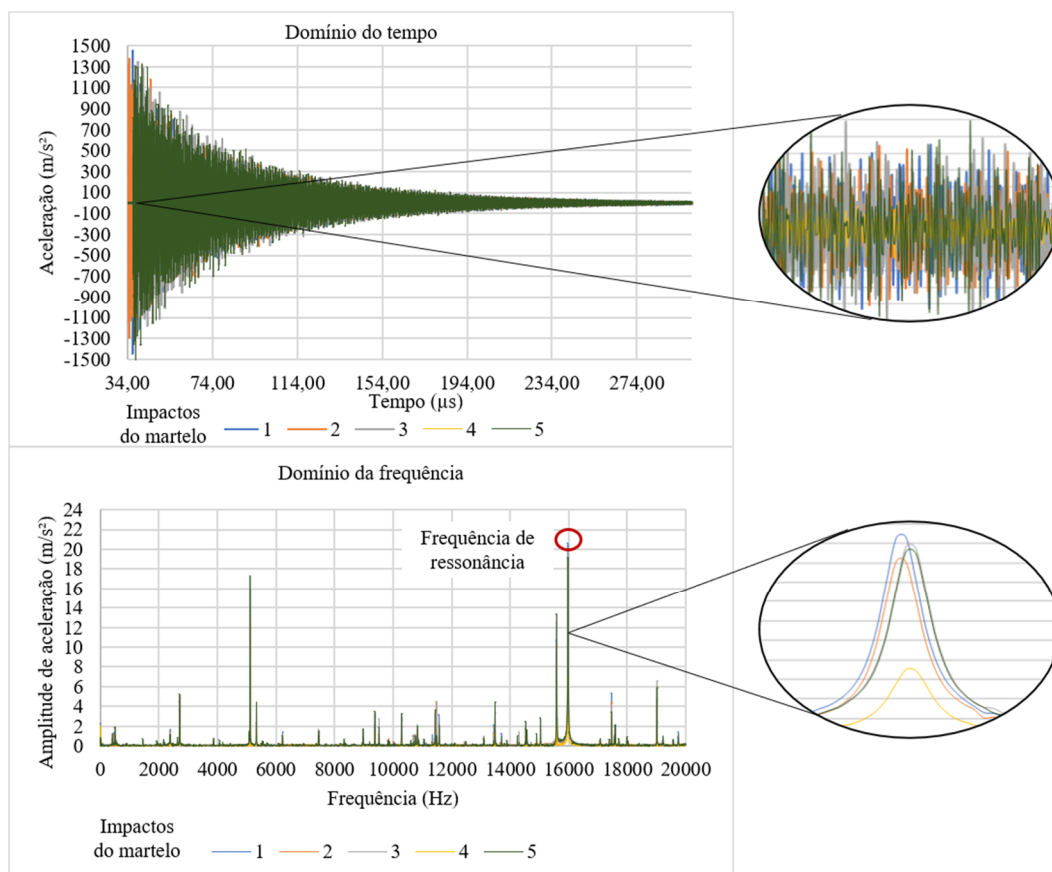 Domínio do tempo
1500
1300
1100
900
700
500
300
100
-100
-300
-500
-700
-900
-1100
-1300
-1500
Aceleração (m/s²)
34,00 74,00 114,00 154,00 194,00 234,00 274,00
Tempo (µs)
Impactos
do martelo
1 2 3 4 5
Domínio da frequência
24
22
20
18
16
14
12
10
8
6
4
2
0
Amplitude de aceleração (m/s²)
Frequência de
ressonância
0 2000 4000 6000 8000 10000 12000 14000 16000 18000 20000
Frequência (Hz)
Impactos
do martelo
1 2 3 4 5